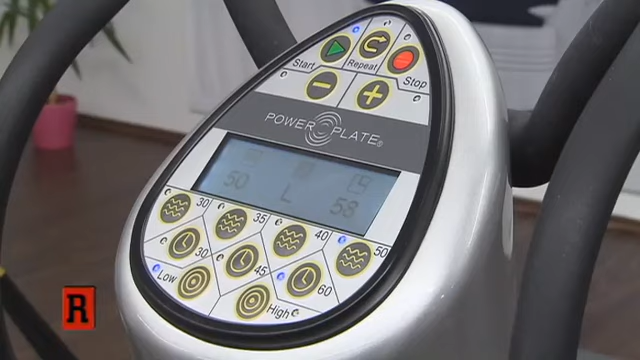 Start Repeat Stop
POWER PLATE®
50 L 58
30 35 40 50
30 45 60
Low High
R